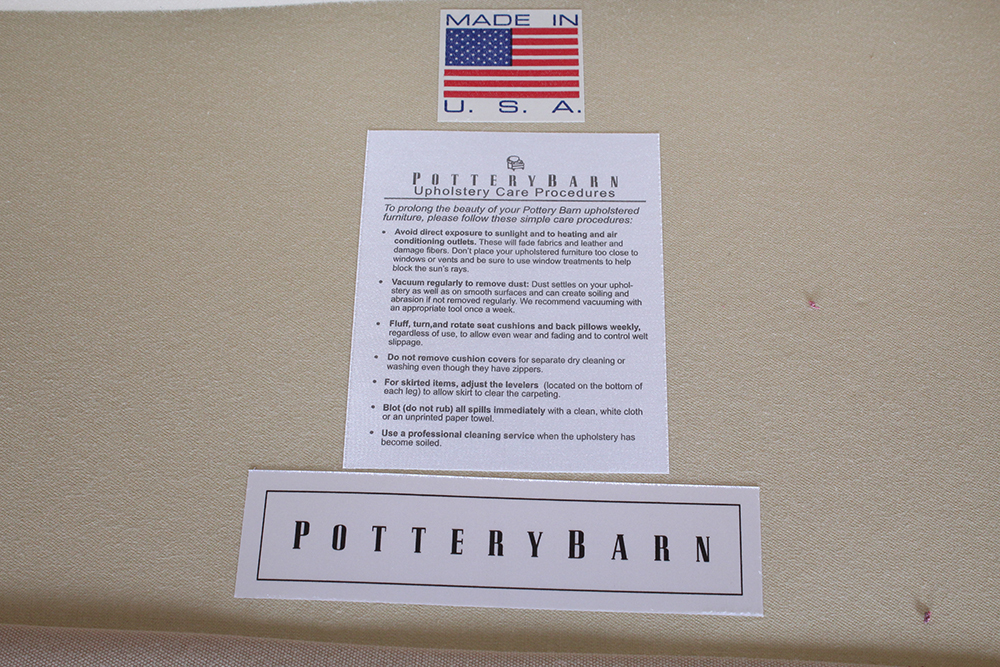 MADE IN
U. S. A.
POTTERYBARN
Upholstery Care Procedures
To prolong the beauty of your Pottery Barn upholstered
furniture, please follow these simple care procedures:
• Avoid direct exposure to sunlight and to heating and air
conditioning outlets. These will fade fabrics and leather and
damage fibers. Don't place your upholstered furniture too close to
windows or vents and be sure to use window treatments to help
block the sun's rays.
• Vacuum regularly to remove dust: Dust settles on your uphol-
stery as well as on smooth surfaces and can create soiling and
abrasion if not removed regularly. We recommend vacuuming with
an appropriate tool once a week.
• Fluff, turn,and rotate seat cushions and back pillows weekly,
regardless of use, to allow even wear and fading and to control welt
slippage.
• Do not remove cushion covers for separate dry cleaning or
washing even though they have zippers.
• For skirted items, adjust the levelers (located on the bottom of
each leg) to allow skirt to clear the carpeting.
• Blot (do not rub) all spills immediately with a clean, white cloth
or an unprinted paper towel.
• Use a professional cleaning service when the upholstery has
become soiled.
POTTERYBARN